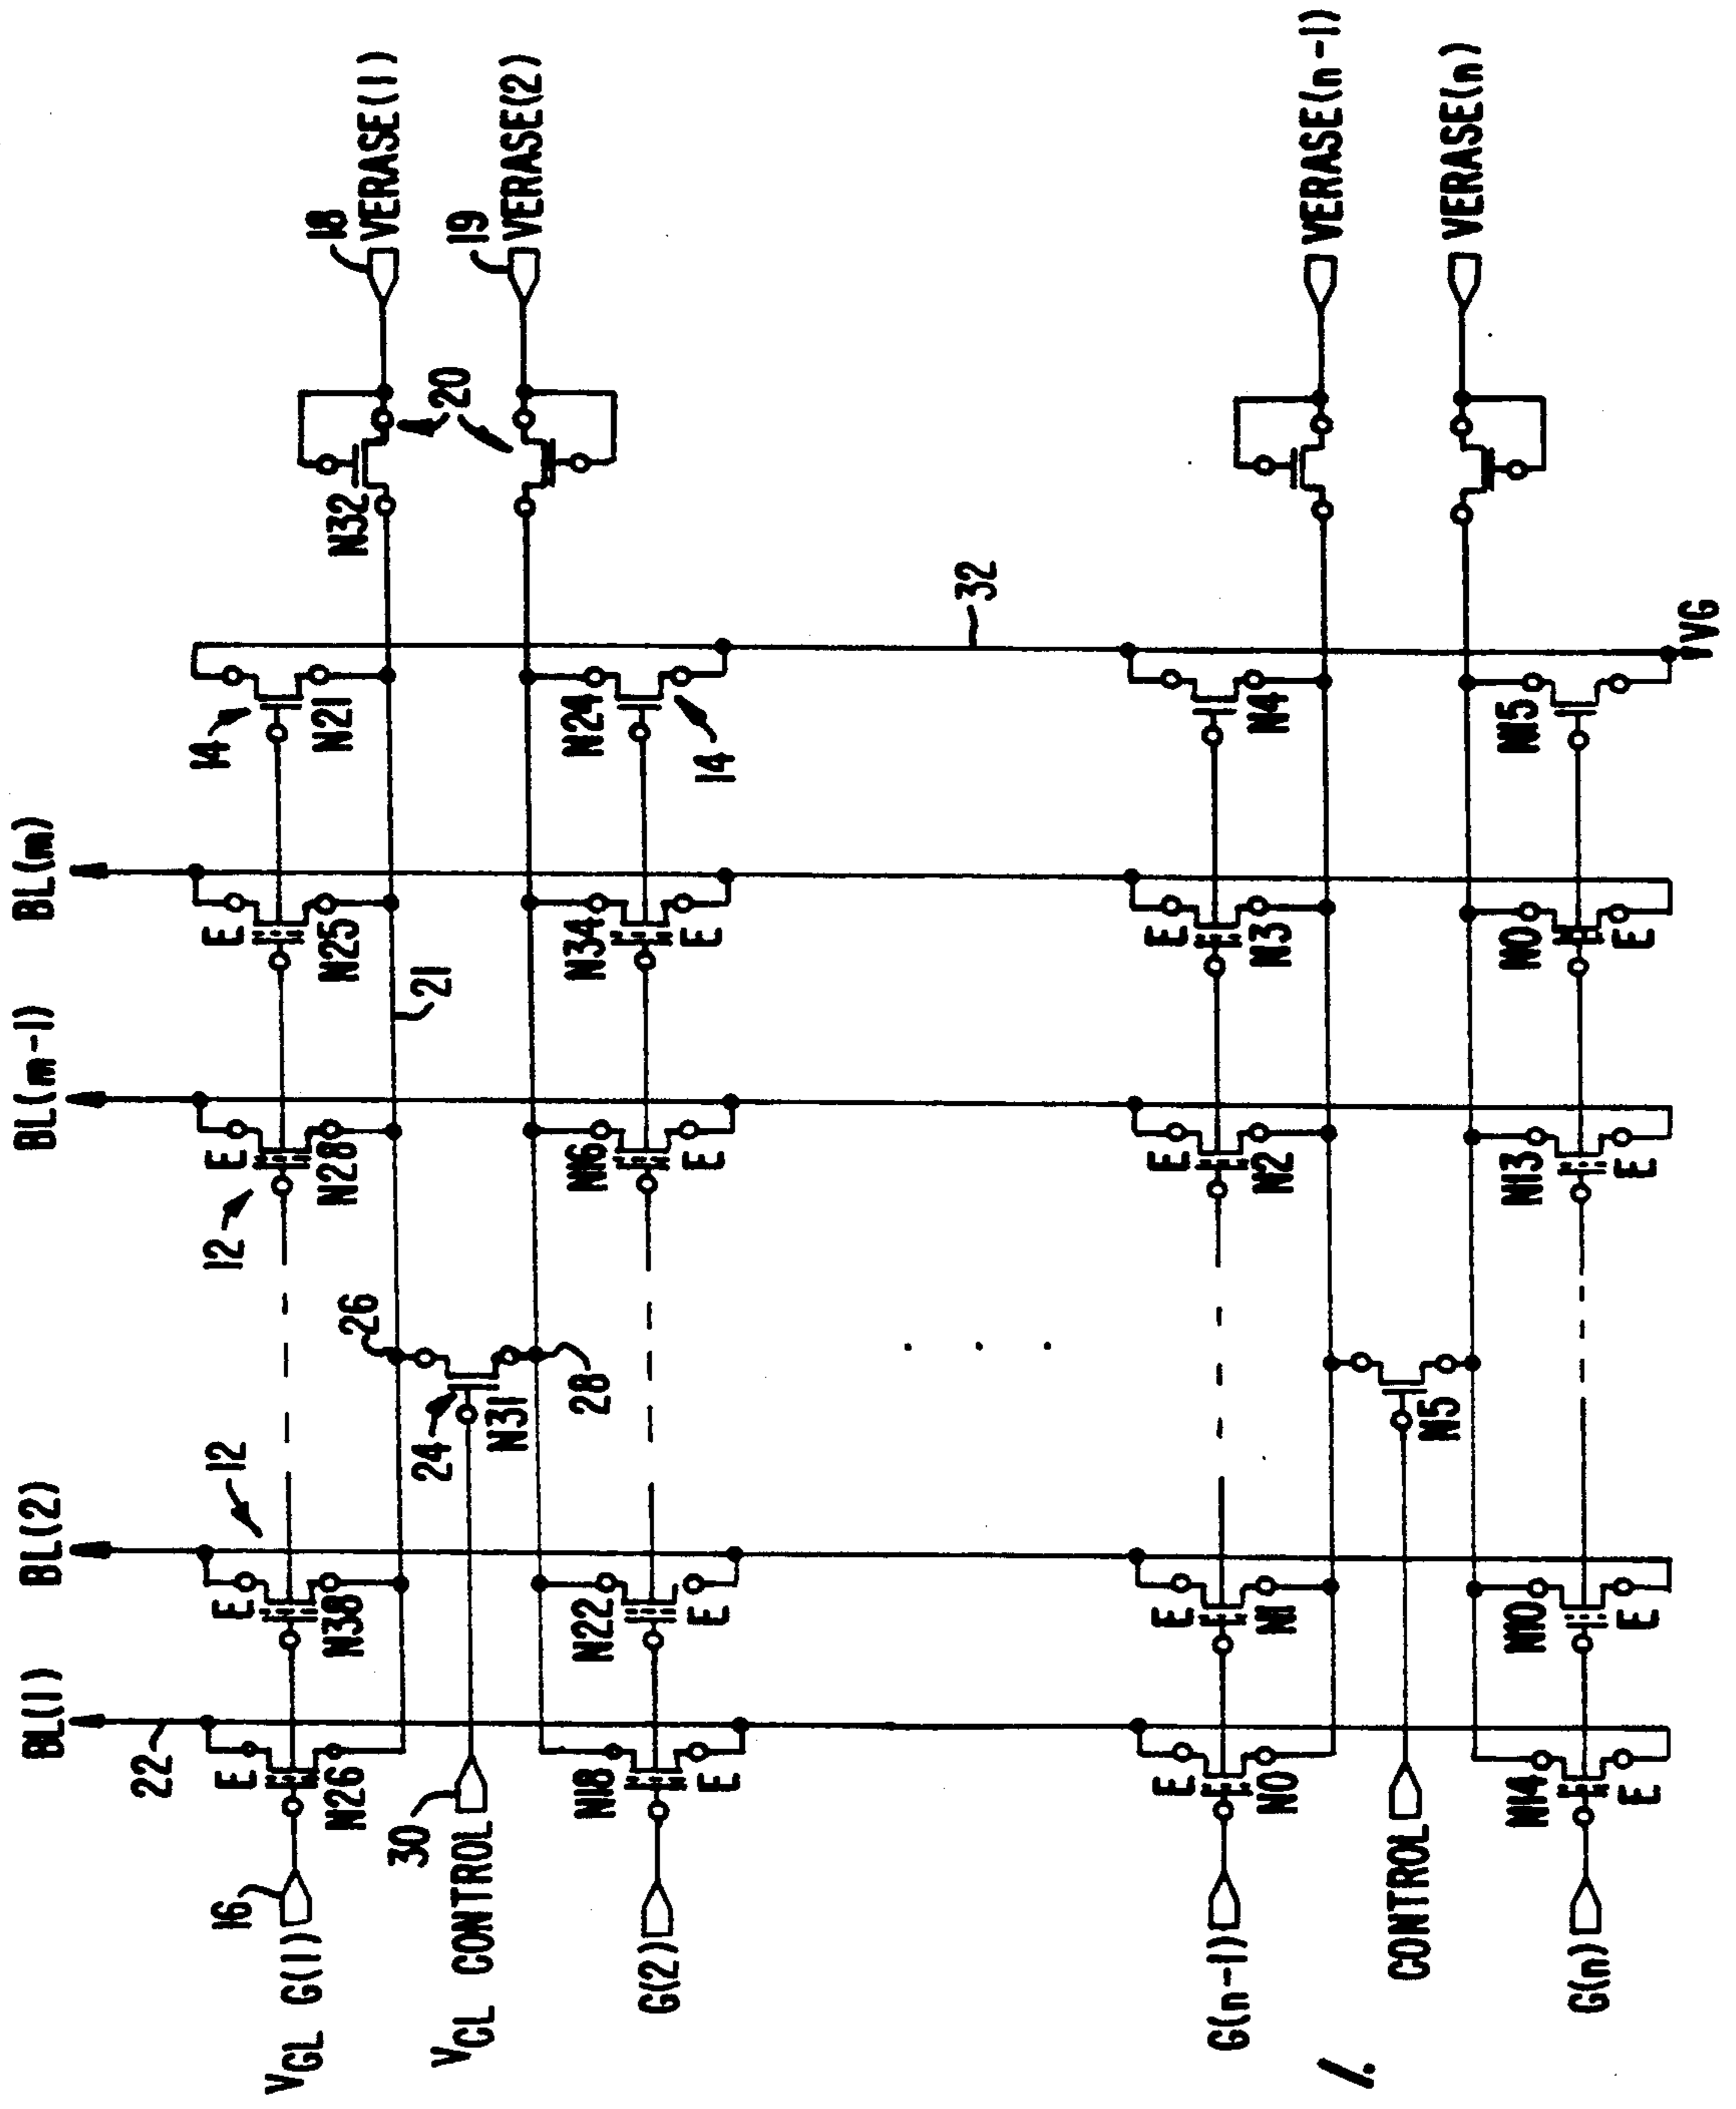 BL(1)
BL(2)
BL(m-1)
BL(m)
22
16
12
12
14
E
E
E
E
VGL G(1)
N26
N38
N28
N25
N21
18
26
21
N32
VERASE(1)
30
24
20
19
VCL CONTROL
N31
VERASE(2)
28
N18
N22
N16
N34
N24
G(2)
E
E
E
E
14
32
E
E
E
E
G(n-1)
N0
N1
N2
N3
N4
VERASE(n-1)
1.
CONTROL
N5
VERASE(n)
N14
N10
N13
N15
G(n)
E
E
E
E
VG